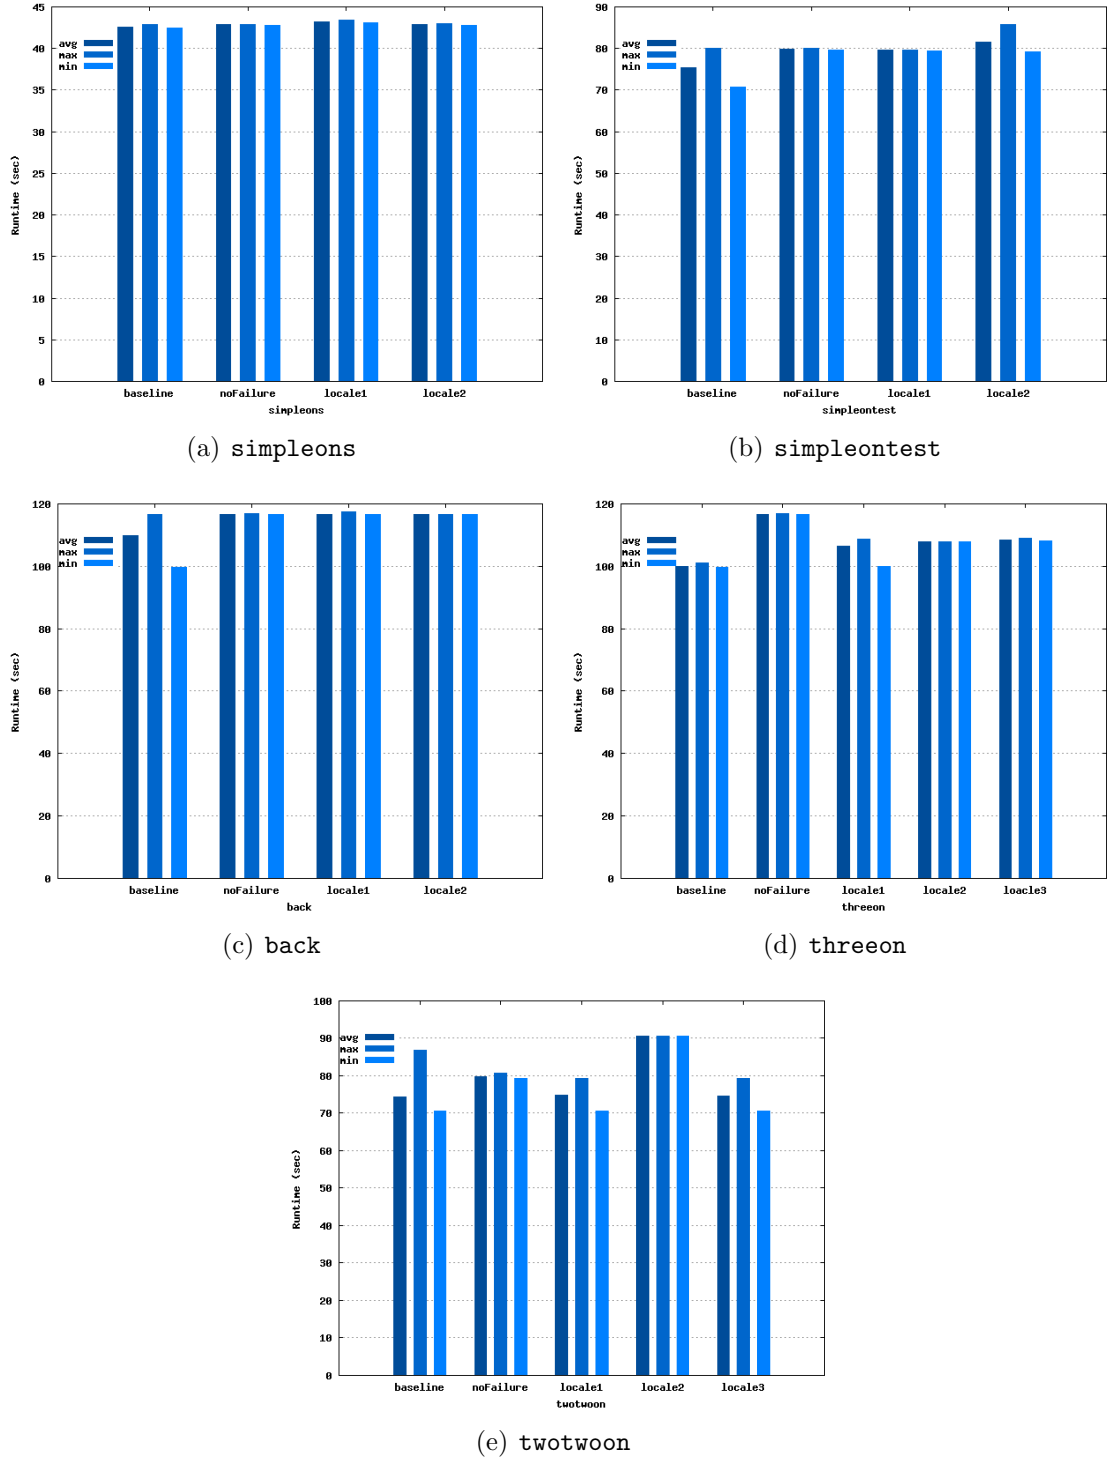 45
40
35
30
25
20
15
10
5
0
Runtime (sec)
avg
max
min
baseline noFailure locale1 locale2
simpleons
(a) simpleons
90
80
70
60
50
40
30
20
10
0
Runtime (sec)
avg
max
min
baseline noFailure locale1 locale2
simpleontest
(b) simpleontest
120
100
80
60
40
20
0
Runtime (sec)
avg
max
min
baseline noFailure locale1 locale2
back
(c) back
120
100
80
60
40
20
0
Runtime (sec)
avg
max
min
baseline noFailure locale1 locale2 loacle3
threeon
(d) threeon
100
90
80
70
60
50
40
30
20
10
0
Runtime (sec)
avg
max
min
baseline noFailure locale1 locale2 locale3
twotwoon
(e) twotwoon